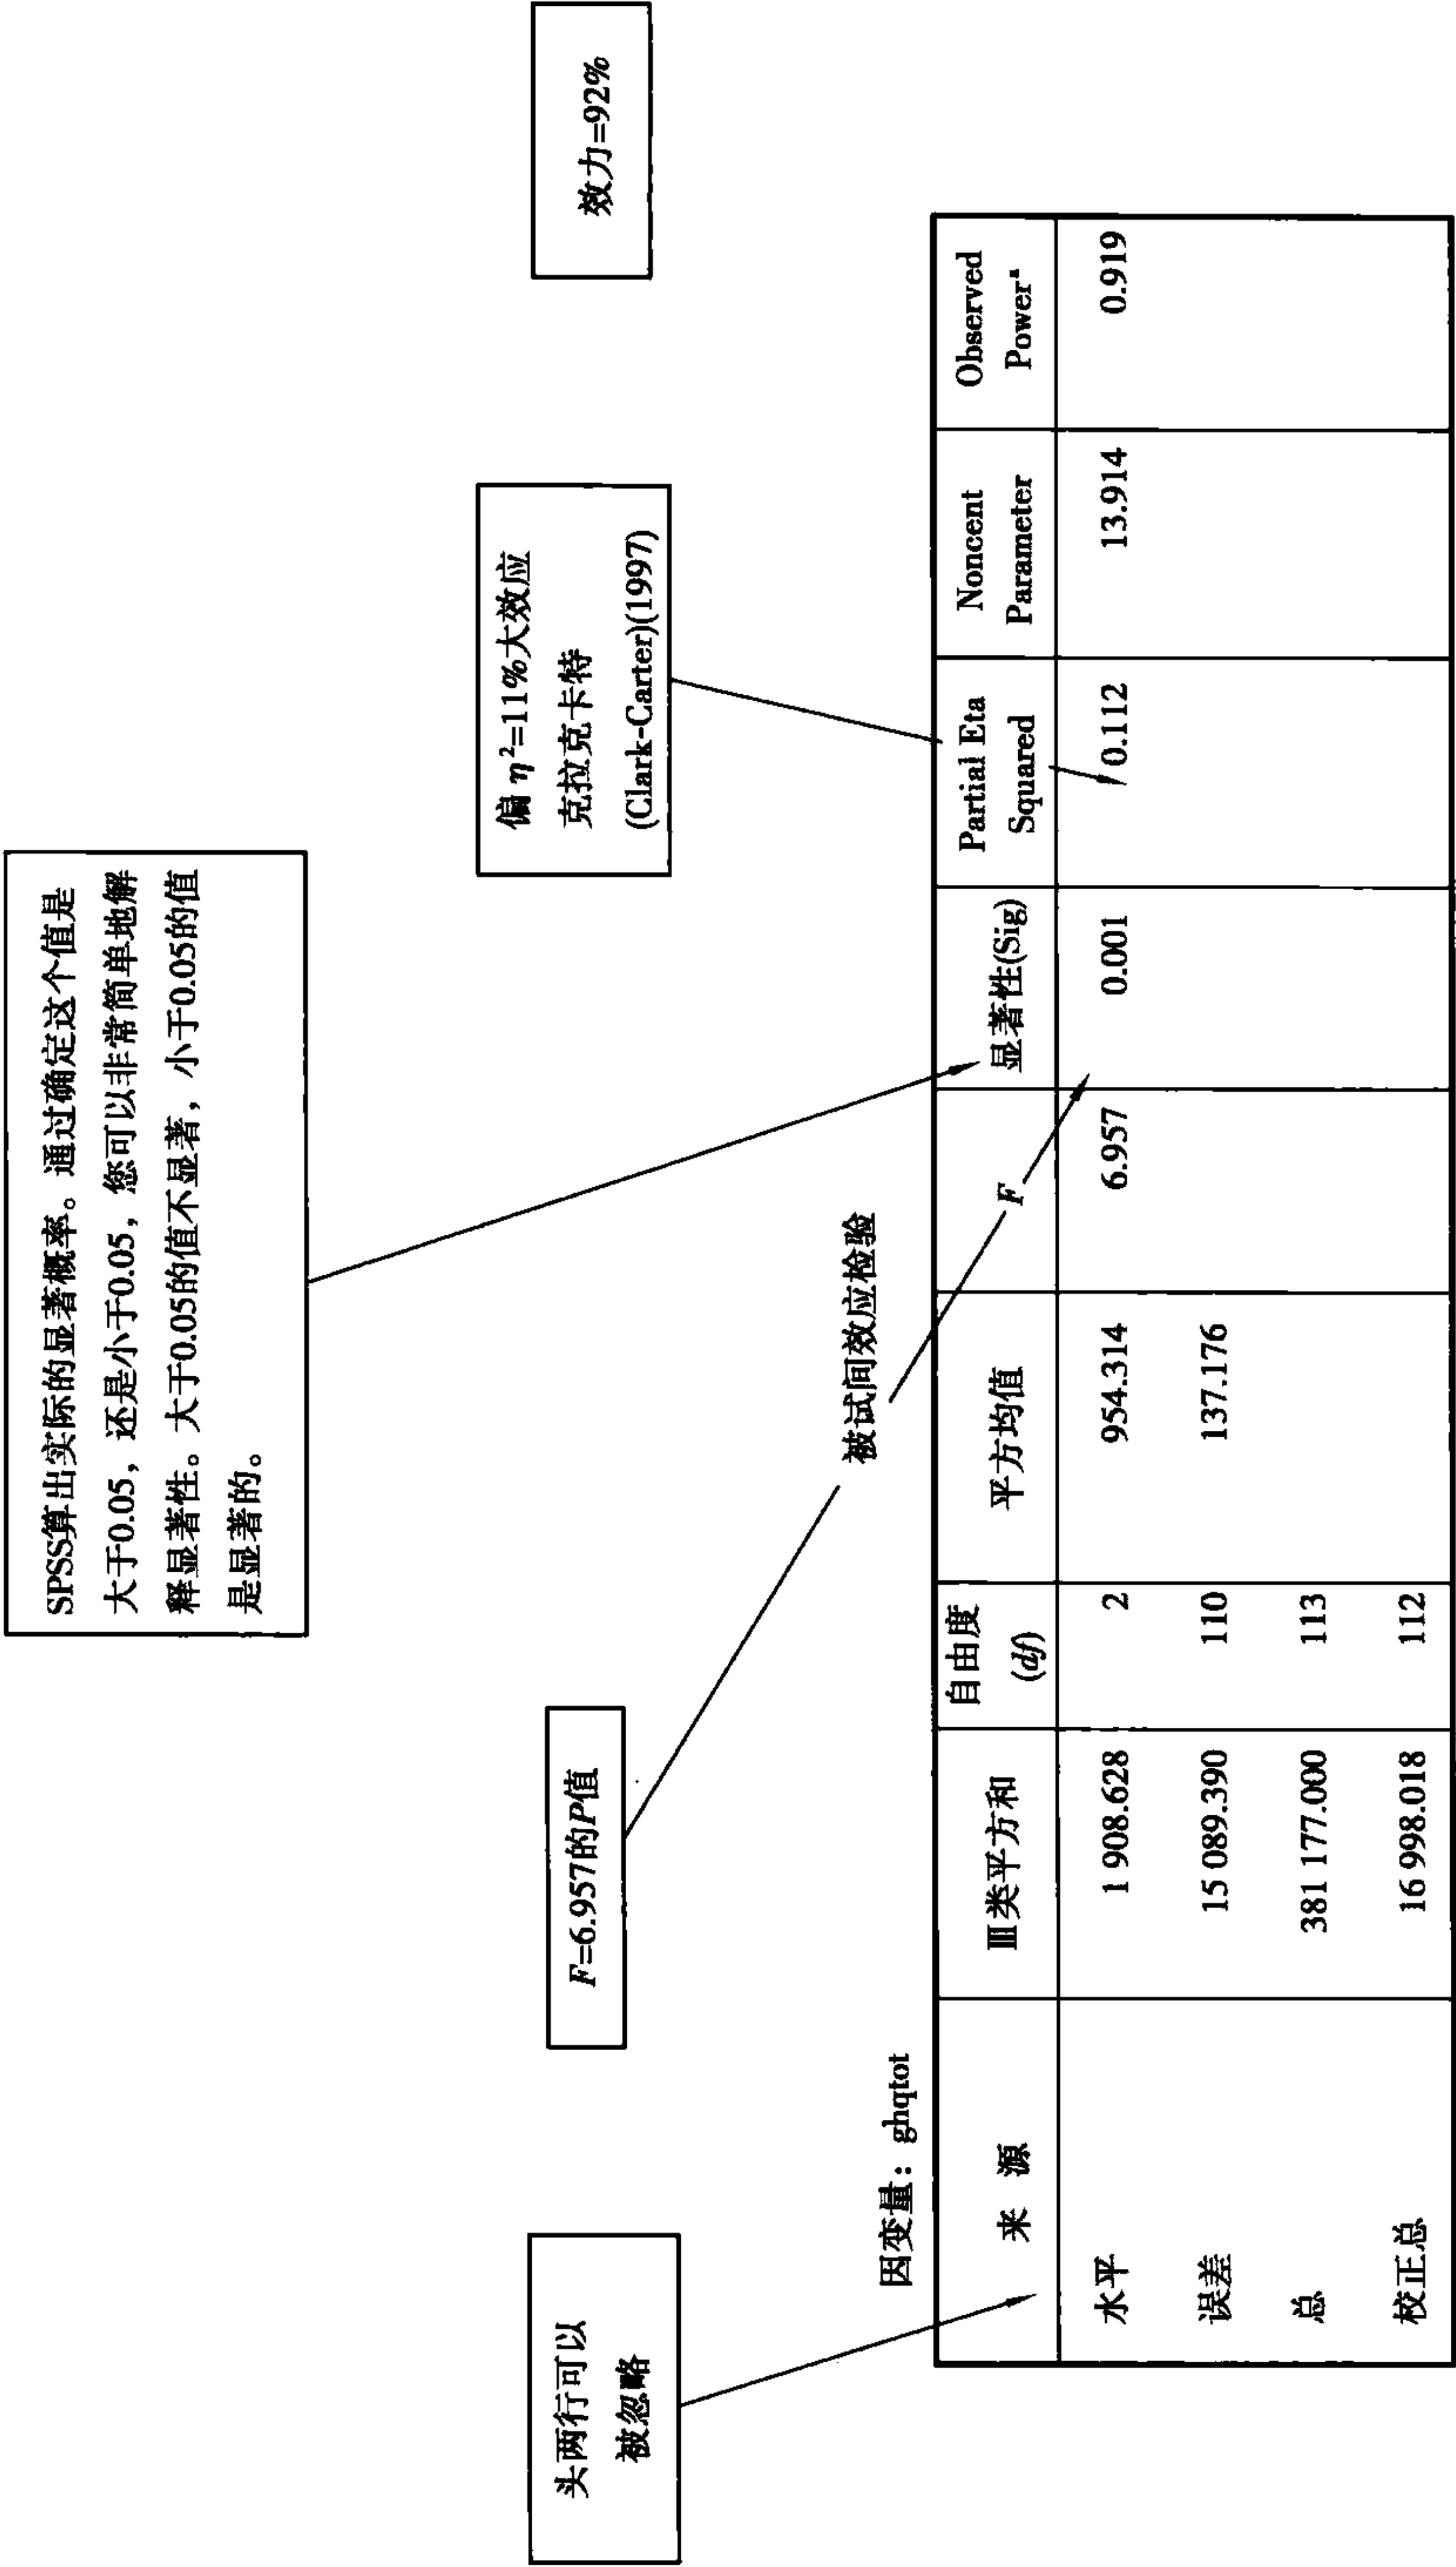 SPSS算出实际的显著概率。通过确定这个值是
大于0.05，还是小于0.05，您可以非常简单地解
释显著性。大于0.05的值不显著，小于0.05的值
是显著的。
头两行可以
被忽略
F=6.957的P值
偏 η²=11%大效应
克拉克卡特
(Clark-Carter)(1997)
效力=92%
被试间效应检验
因变量：ghqtot
来 源 Ⅲ类平方和 自由度(df) 平方均值 F 显著性(Sig) Partial Eta Squared Noncent Parameter Observed Powerᵃ
水平 1 908.628 2 954.314 6.957 0.001 0.112 13.914 0.919
误差 15 089.390 110 137.176
总 381 177.000 113
校正总 16 998.018 112